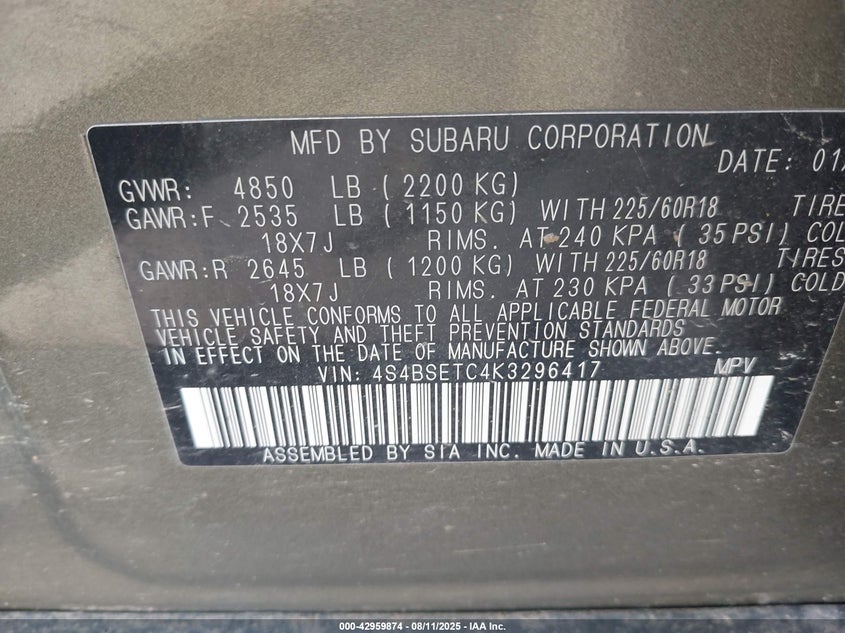 MFD BY SUBARU CORPORATION
DATE: 01/
GVWR: 4850 LB ( 2200 KG)
GAWR:F 2535 LB ( 1150 KG) WITH 225/60R18 TIRE
18X7J RIMS. AT 240 KPA ( 35 PSI) COL
GAWR:R 2645 LB ( 1200 KG) WITH 225/60R18 TIRES
18X7J RIMS. AT 230 KPA ( 33 PSI) COLD
THIS VEHICLE CONFORMS TO ALL APPLICABLE FEDERAL MOTOR
VEHICLE SAFETY AND THEFT PREVENTION STANDARDS
IN EFFECT ON THE DATE OF MANUFACTURE SHOWN ABOVE.
VIN: 4S4BSETC4K3296417 MPV
ASSEMBLED BY SIA INC. MADE IN U.S.A.
000-42959874 - 08/11/2025 - IAA Inc.